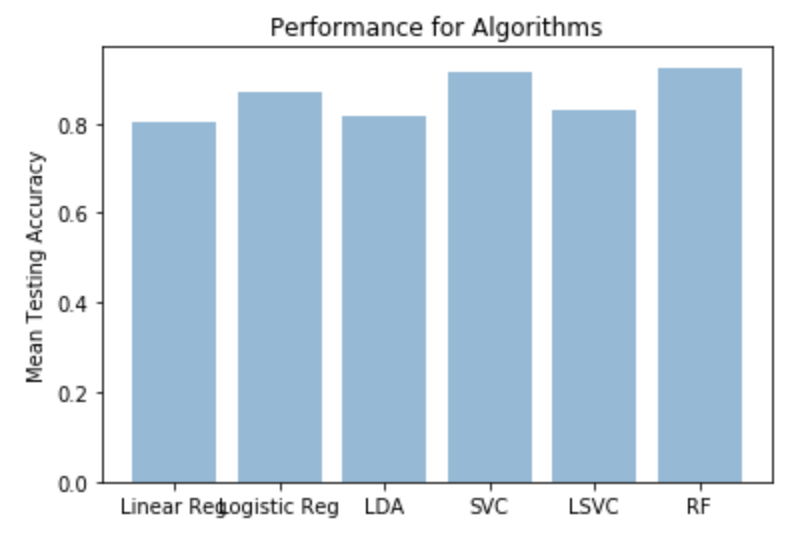 Performance for Algorithms
Mean Testing Accuracy
0.8
0.6
0.4
0.2
0.0
Linear Reg Logistic Reg LDA SVC LSVC RF